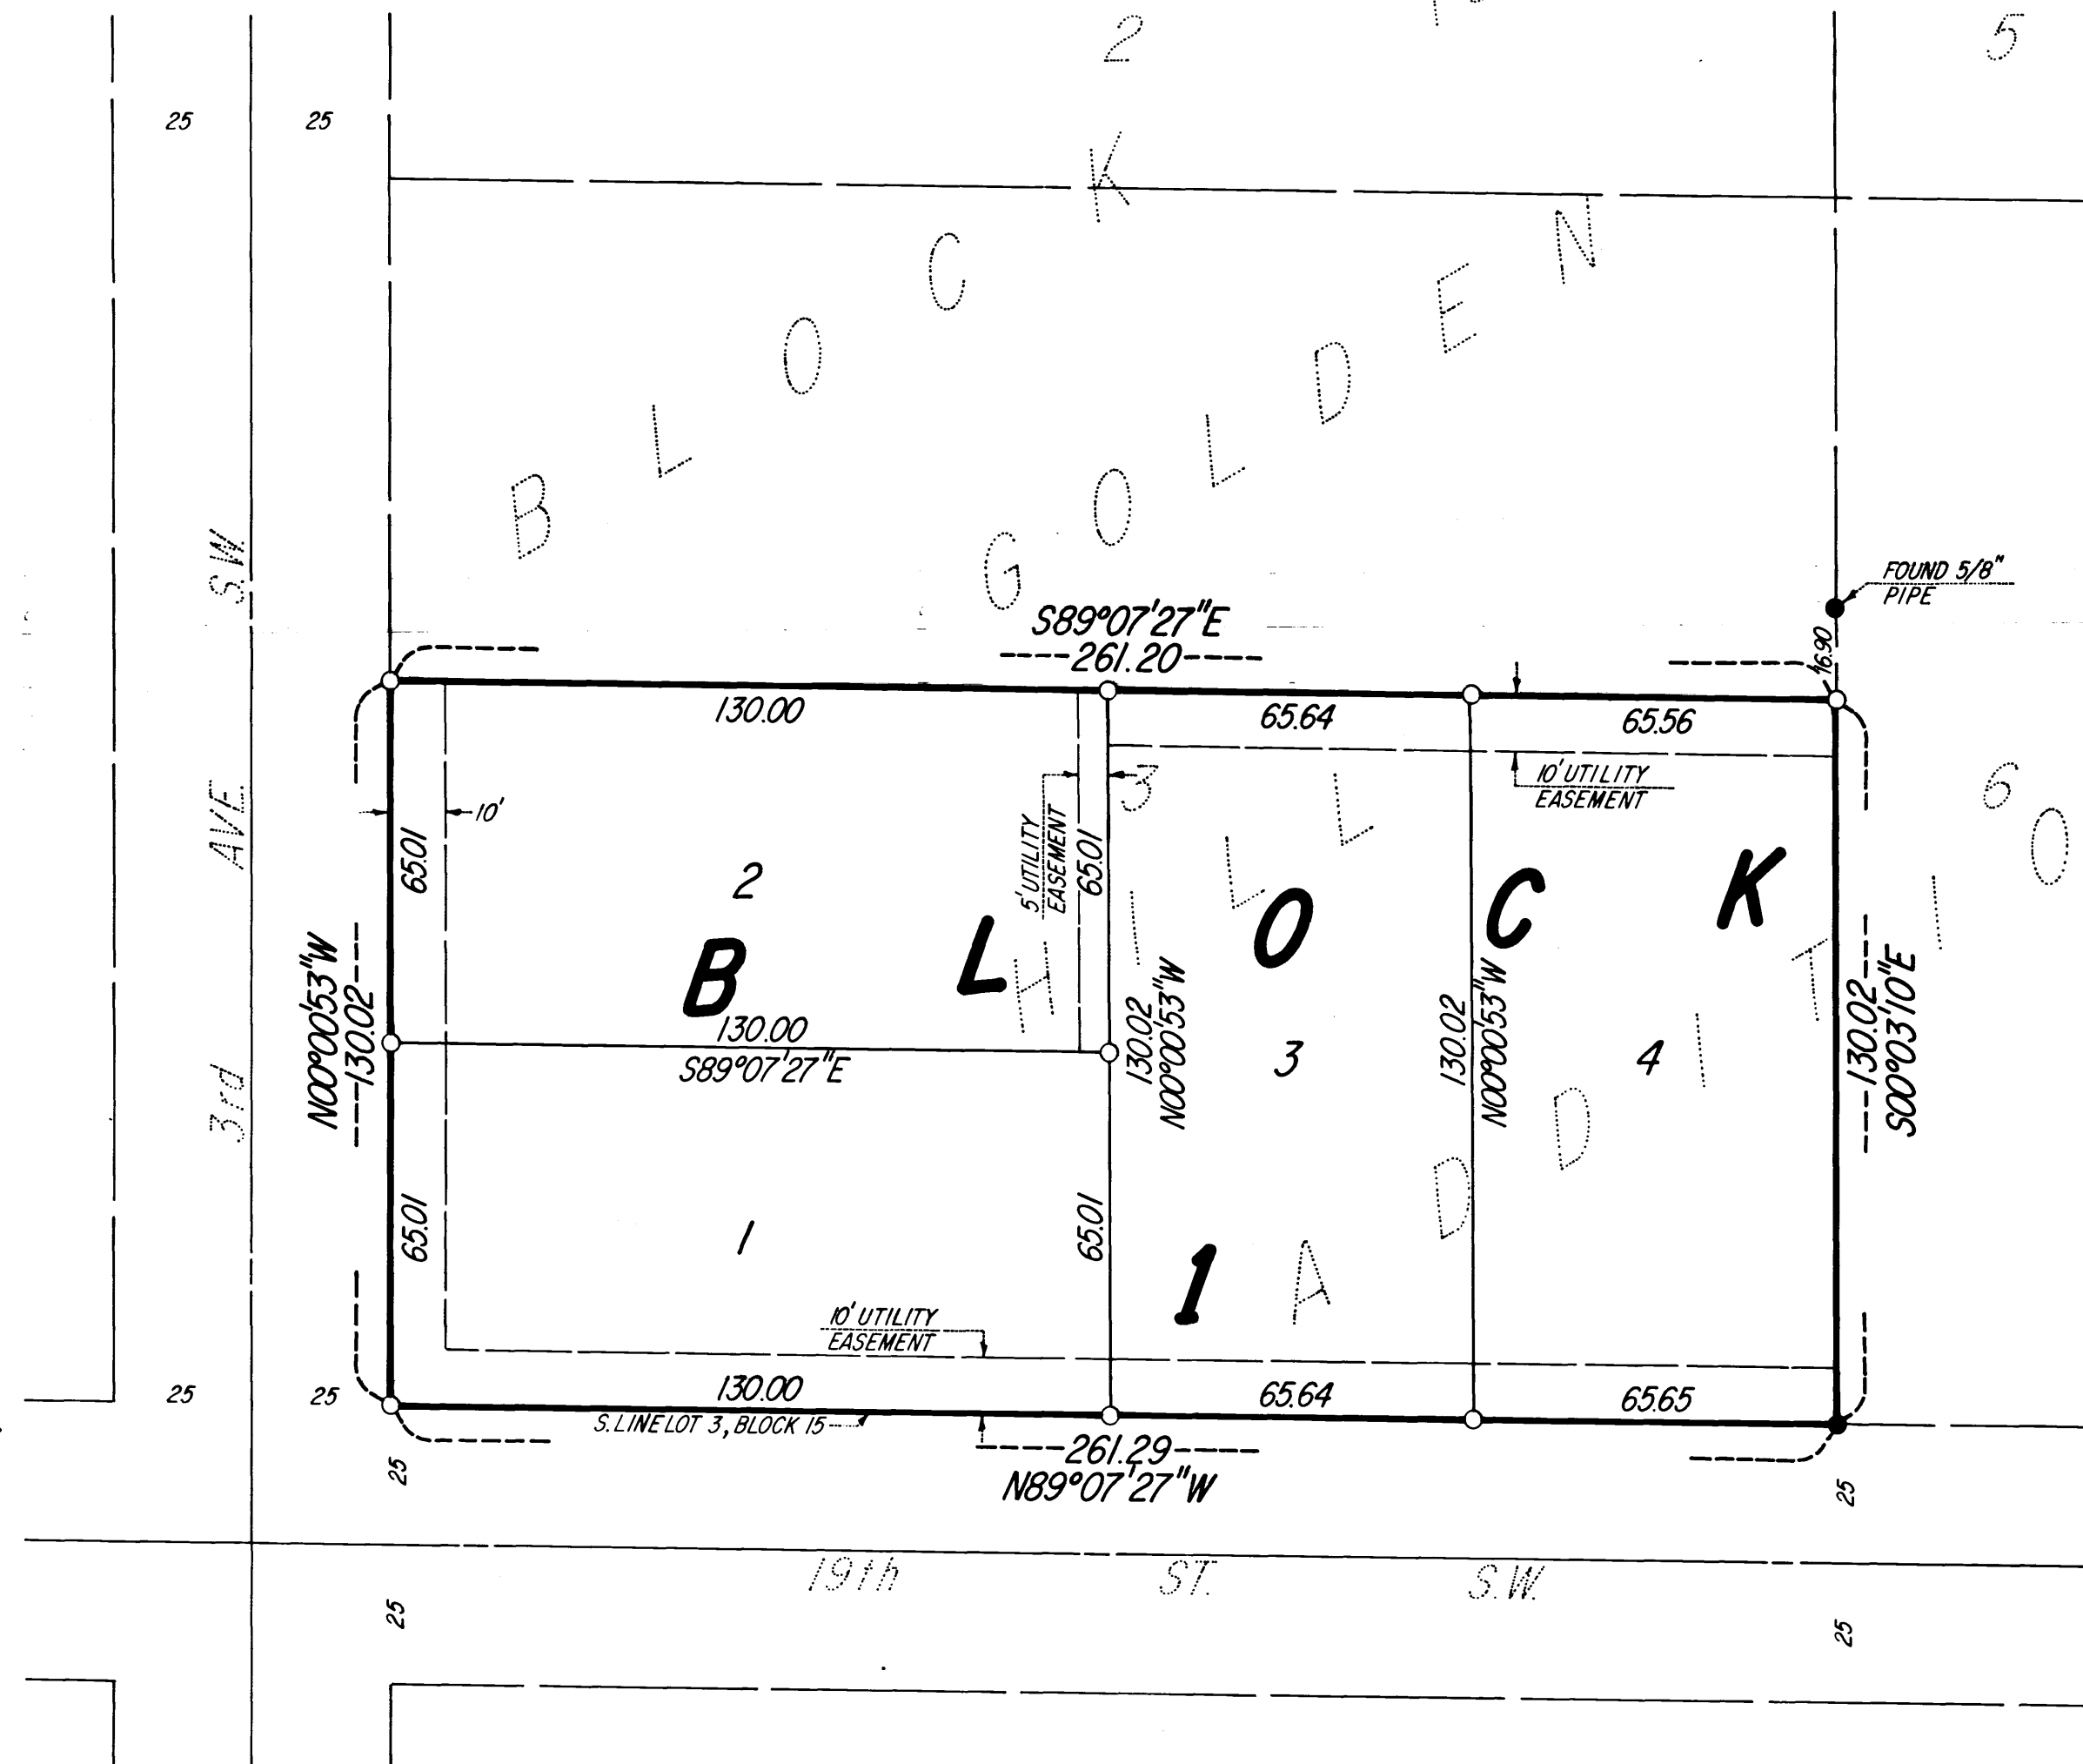 2
5
25
25
BLOCK
GOLDEN
S.W.
FOUND 5/8"
PIPE
S89°07'27"E
261.20
16.90
130.00
65.64
65.56
10' UTILITY
EASEMENT
10'
5' UTILITY
EASEMENT
3
6
65.01
65.01
2
HILL
AVE.
BLOCK
N00°00'53"W
130.02
130.00
S89°07'27"E
130.02
N00°00'53"W
3
130.02
N00°00'53"W
4
130.02
S00°03'10"E
3rd
65.01
65.01
1
1
ADDITIO
10' UTILITY
EASEMENT
25
25
130.00
65.64
65.65
S. LINE LOT 3, BLOCK 15
261.29
N89°07'27"W
25
25
19th ST. S.W.
25
25